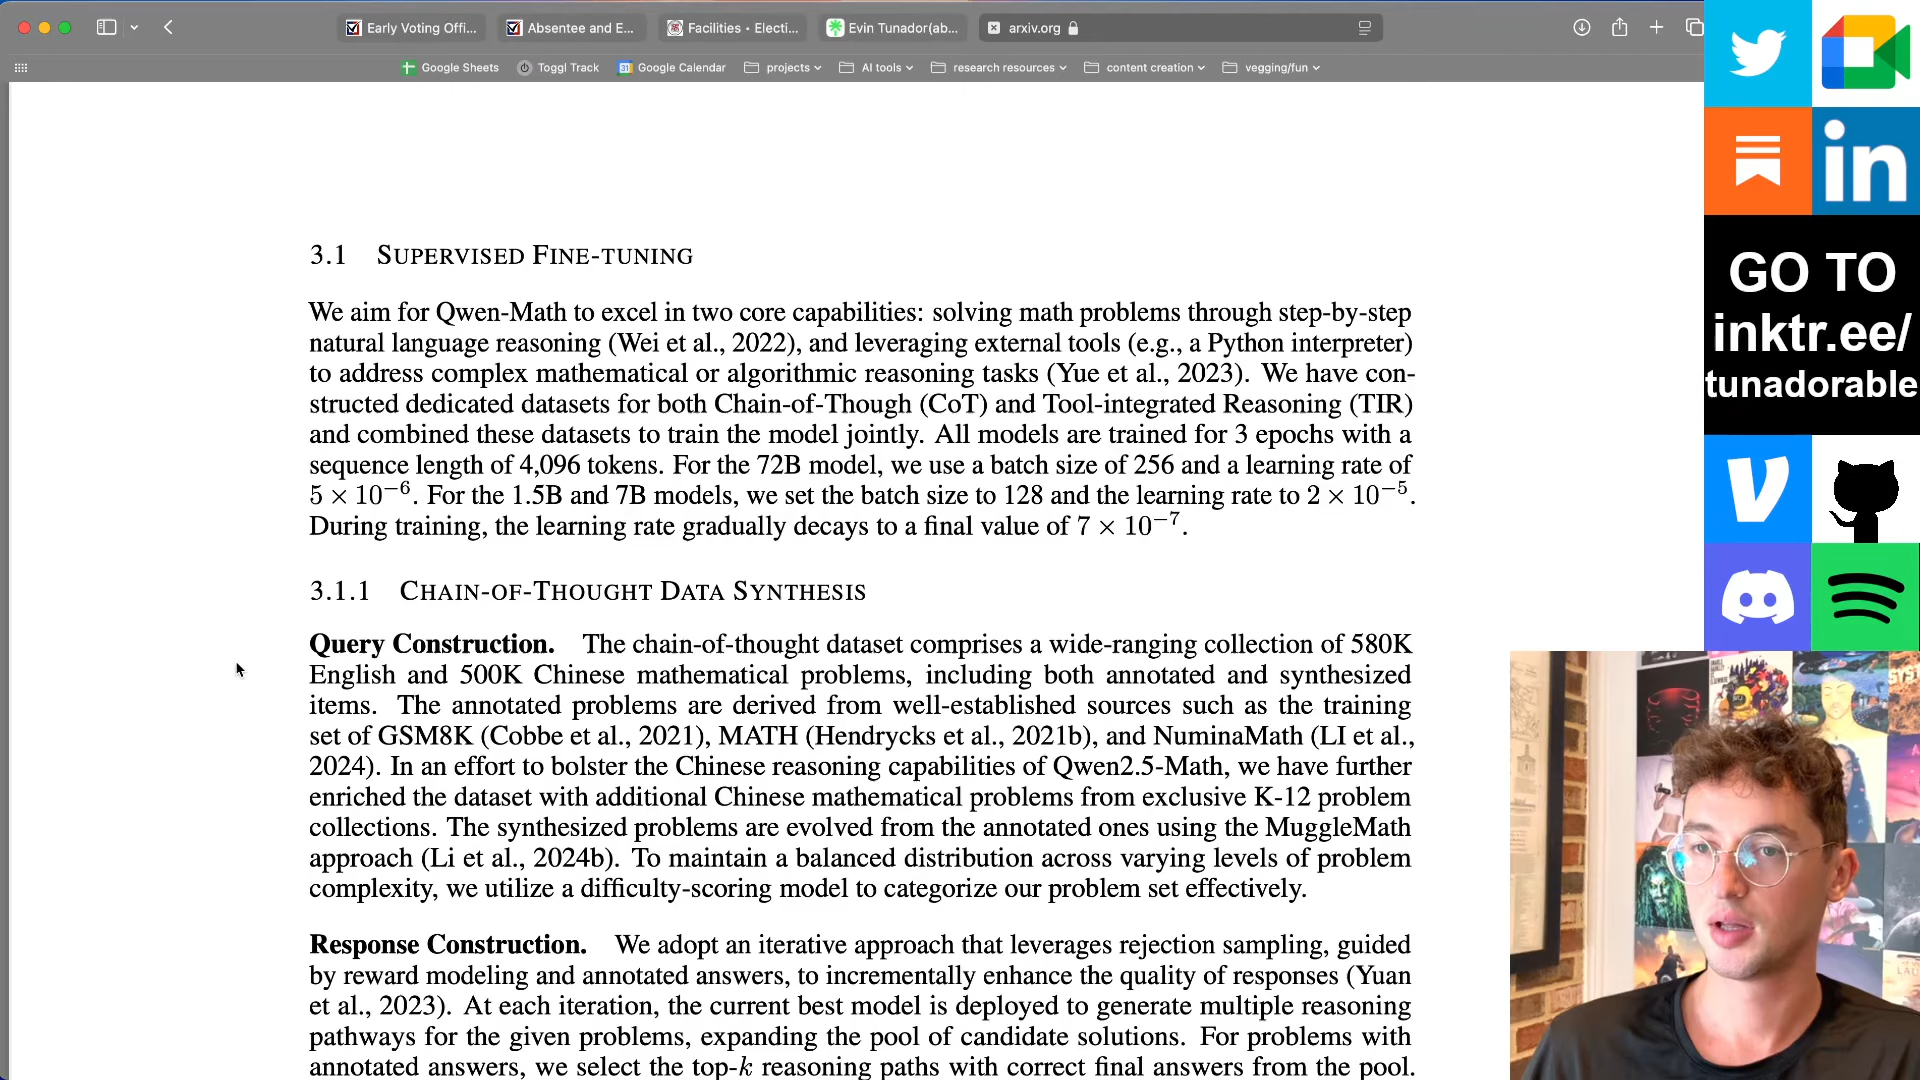 Early Voting Offi...
Absentee and E...
Facilities • Electi...
Evin Tunador(ab...
arxiv.org
Google Sheets
Toggl Track
Google Calendar
projects
AI tools
research resources
content creation
vegging/fun
3.1 SUPERVISED FINE-TUNING
We aim for Qwen-Math to excel in two core capabilities: solving math problems through step-by-step
natural language reasoning (Wei et al., 2022), and leveraging external tools (e.g., a Python interpreter)
to address complex mathematical or algorithmic reasoning tasks (Yue et al., 2023). We have con-
structed dedicated datasets for both Chain-of-Though (CoT) and Tool-integrated Reasoning (TIR)
and combined these datasets to train the model jointly. All models are trained for 3 epochs with a
sequence length of 4,096 tokens. For the 72B model, we use a batch size of 256 and a learning rate of
5 × 10⁻⁶. For the 1.5B and 7B models, we set the batch size to 128 and the learning rate to 2 × 10⁻⁵.
During training, the learning rate gradually decays to a final value of 7 × 10⁻⁷.
3.1.1 CHAIN-OF-THOUGHT DATA SYNTHESIS
Query Construction. The chain-of-thought dataset comprises a wide-ranging collection of 580K
English and 500K Chinese mathematical problems, including both annotated and synthesized
items. The annotated problems are derived from well-established sources such as the training
set of GSM8K (Cobbe et al., 2021), MATH (Hendrycks et al., 2021b), and NuminaMath (LI et al.,
2024). In an effort to bolster the Chinese reasoning capabilities of Qwen2.5-Math, we have further
enriched the dataset with additional Chinese mathematical problems from exclusive K-12 problem
collections. The synthesized problems are evolved from the annotated ones using the MuggleMath
approach (Li et al., 2024b). To maintain a balanced distribution across varying levels of problem
complexity, we utilize a difficulty-scoring model to categorize our problem set effectively.
Response Construction. We adopt an iterative approach that leverages rejection sampling, guided
by reward modeling and annotated answers, to incrementally enhance the quality of responses (Yuan
et al., 2023). At each iteration, the current best model is deployed to generate multiple reasoning
pathways for the given problems, expanding the pool of candidate solutions. For problems with
annotated answers, we select the top-k reasoning paths with correct final answers from the pool.
in
GO TO
inktr.ee/
tunadorable